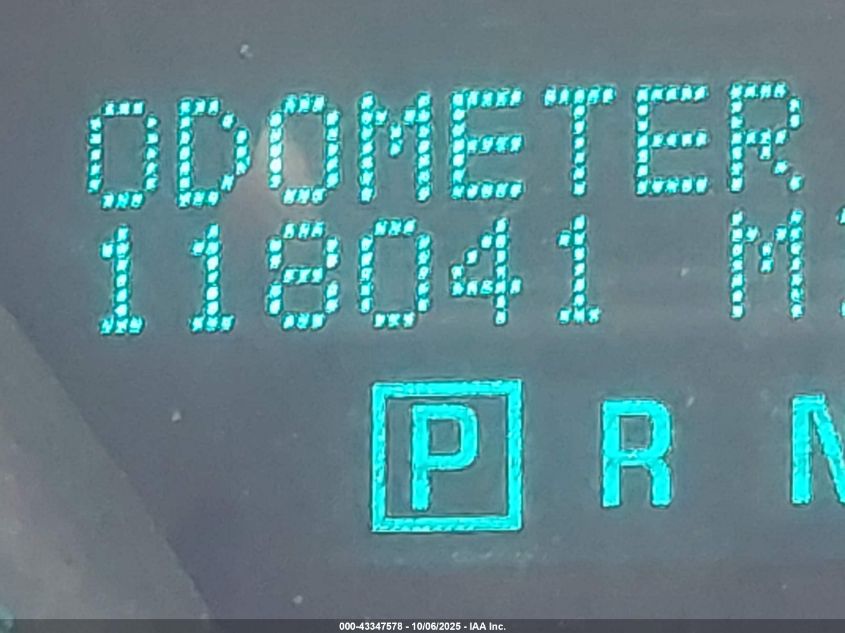 ODOMETER
118041 M
P R N
000-43347578 - 10/06/2025 - IAA Inc.